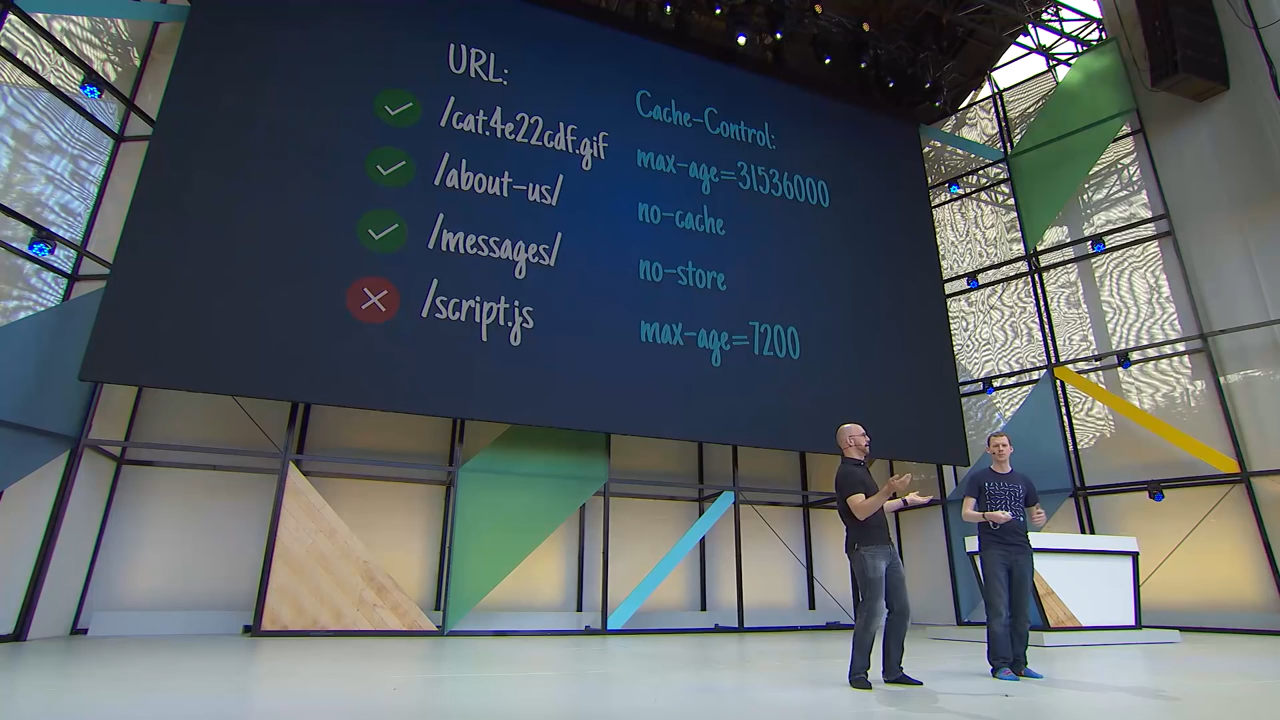 URL:
/cat.4e22cdf.gif
/about-us/
/messages/
/script.js
Cache-Control:
max-age=31536000
no-cache
no-store
max-age=7200